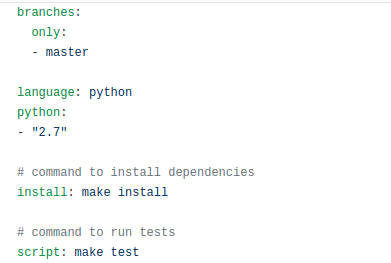 branches:
  only:
  - master

language: python
python:
- "2.7"

# command to install dependencies
install: make install

# command to run tests
script: make test